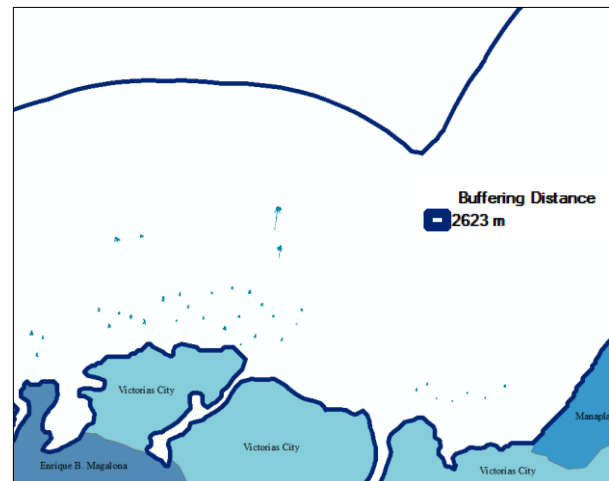 Buffering Distance
2623 m
Victorias City
Manapla
Enrique B. Magalona
Victorias City
Victorias City